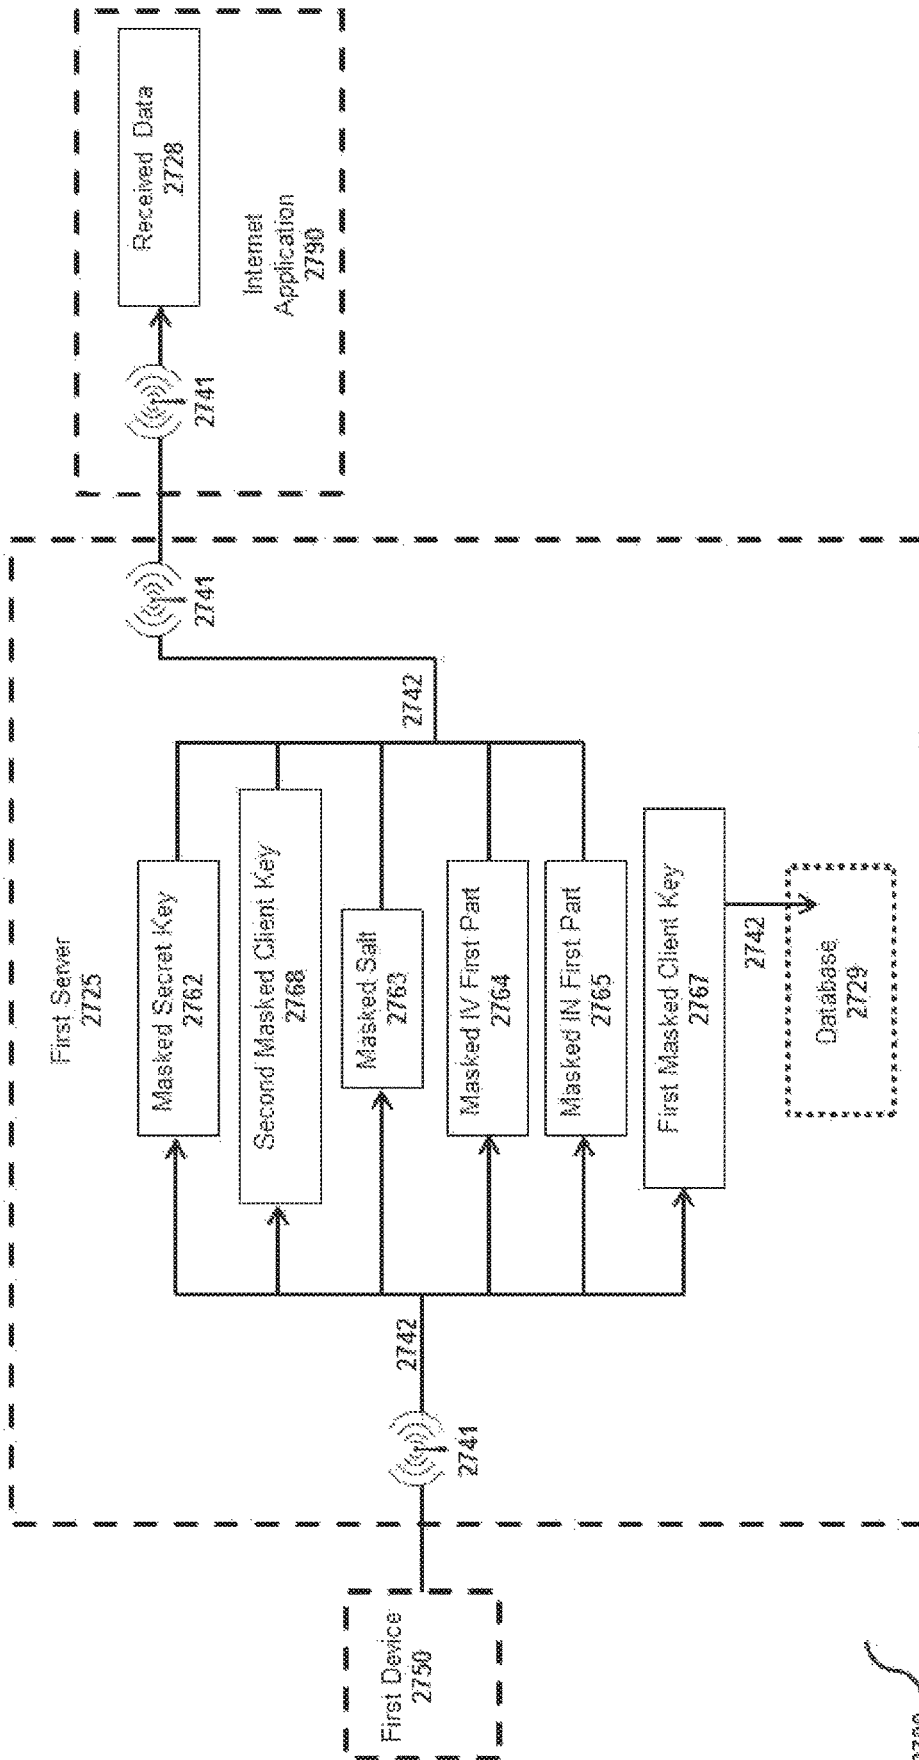 First Device
2750
2741
2742
First Server
2725
Masked Secret Key
2762
Second Masked Client Key
2768
Masked Salt
2763
Masked IV First Part
2764
Masked IN First Part
2765
First Masked Client Key
2767
2742
Database
2729
2742
2741
2741
Received Data
2728
Internet
Application
2790